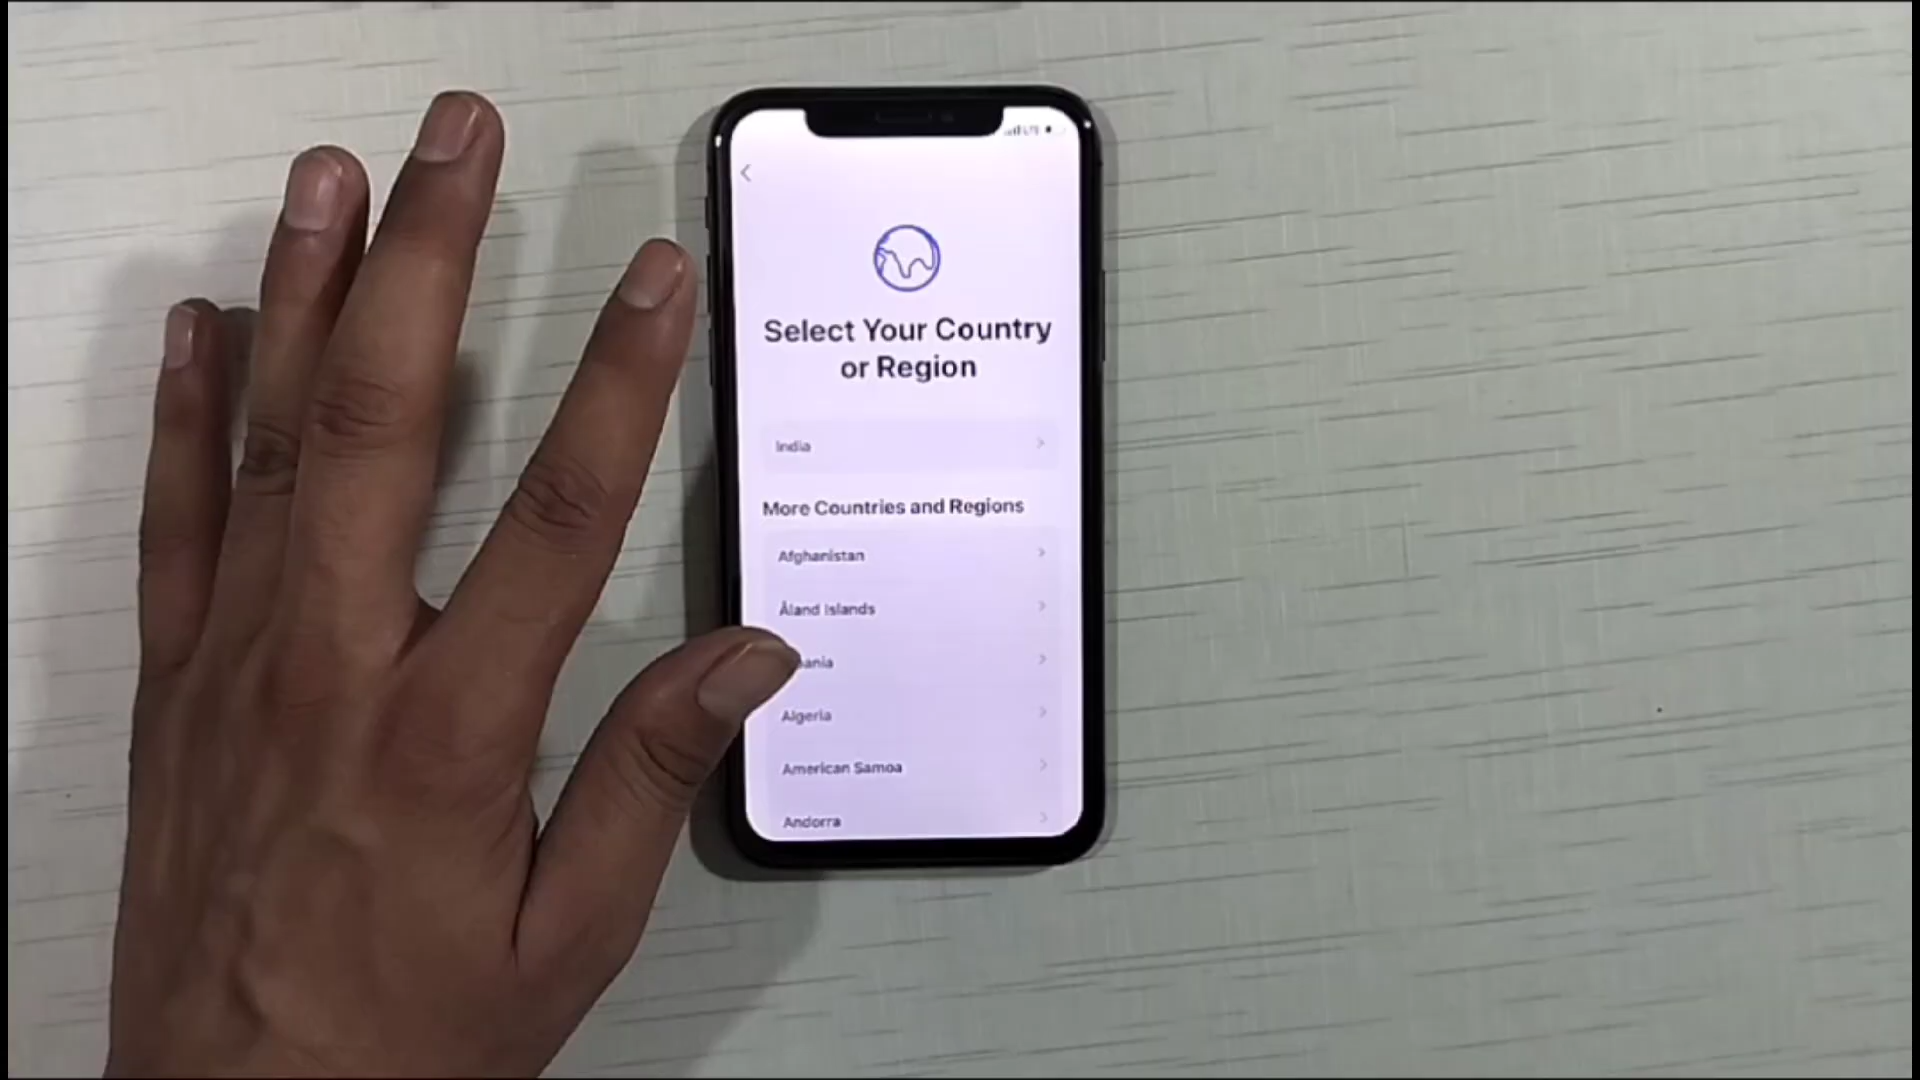 Select Your Country
or Region
India
More Countries and Regions
Afghanistan
Åland Islands
Algeria
American Samoa
Andorra